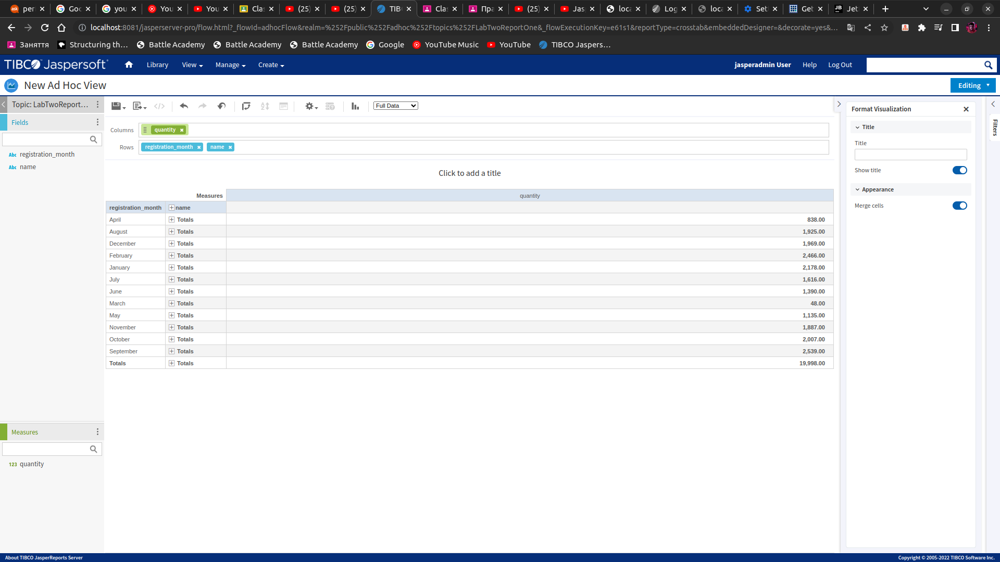 per
Goo
you
You
You
Clas
(25)
(25)
TIBC
Clas
Пра
(25)
Jas
loca
Log
loca
Set
Get
JB
Jet
localhost:8081/jasperserver-pro/flow.html?_flowId=adhocFlow&realm=%252Fpublic%252Fadhoc%252Ftopics%252FLabTwoReportOne&_flowExecutionKey=e61s1&reportType=crosstab&embeddedDesigner=&decorate=yes&…
Заняття
Structuring th…
Battle Academy
Battle Academy
Battle Academy
Google
YouTube Music
YouTube
TIBCO Jaspers…
TIBCO Jaspersoft
Library
View
Manage
Create
jasperadmin User
Help
Log Out
New Ad Hoc View
Editing
Topic: LabTwoReport…
Full Data
Fields
registration_month
name
Columns quantity
Rows registration_month name
Click to add a title
Measures quantity
registration_month name
April Totals 838.00
August Totals 1,925.00
December Totals 1,969.00
February Totals 2,466.00
January Totals 2,178.00
July Totals 1,616.00
June Totals 1,390.00
March Totals 48.00
May Totals 1,135.00
November Totals 1,887.00
October Totals 2,007.00
September Totals 2,539.00
Totals Totals 19,998.00
Measures
123 quantity
Format Visualization
Title
Title
Show title
Appearance
Merge cells
Filters
About TIBCO JasperReports Server
Copyright © 2005-2022 TIBCO Software Inc.